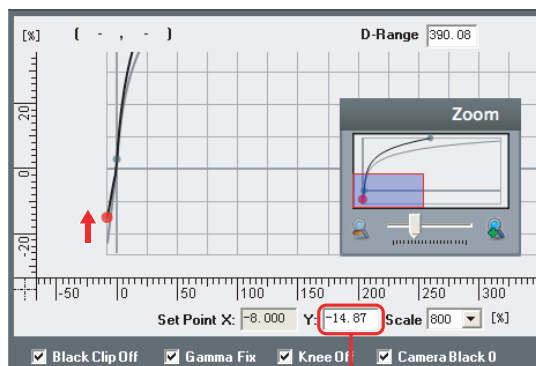 [%] ( - , - ) D-Range 390.08
Zoom
20
0
-20
-50 0 50 100 150 200 250 300
Set Point X: -8.000 Y: -14.87 Scale 800 [%]
Black Clip Off Gamma Fix Knee Off Camera Black 0